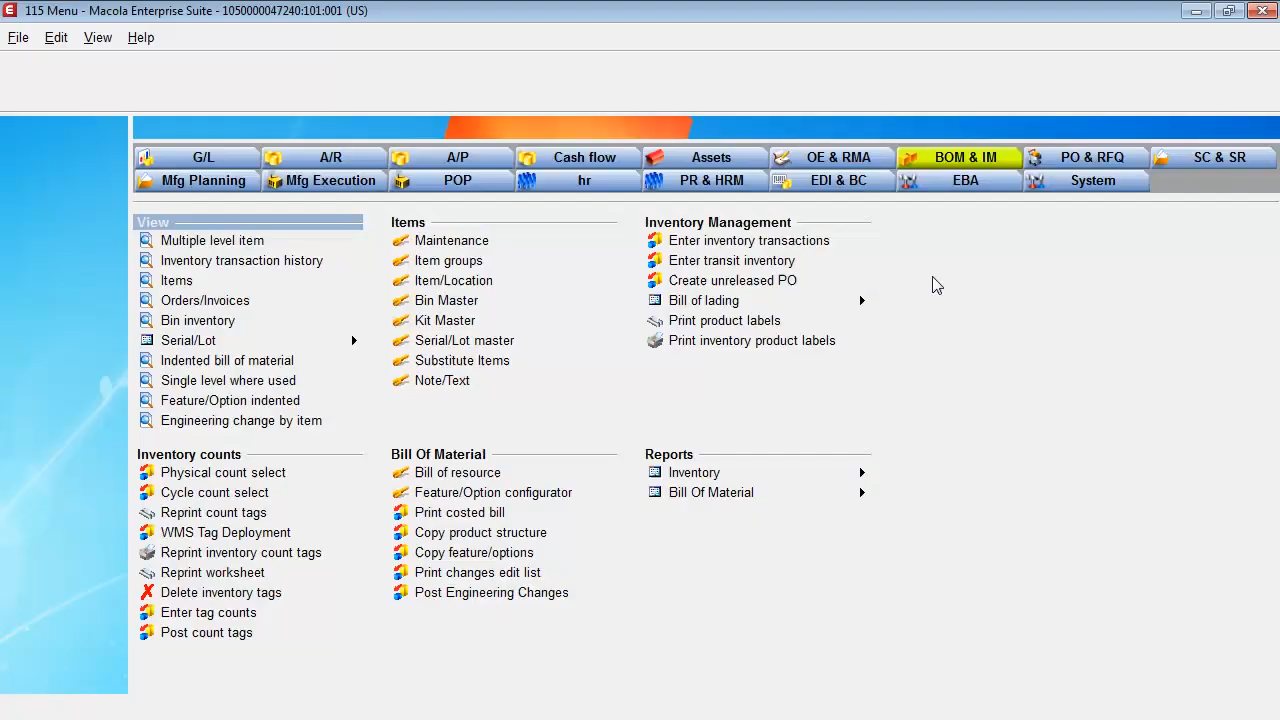 115 Menu - Macola Enterprise Suite - 1050000047240:101:001 (US)
File Edit View Help
G/L A/R A/P Cash flow Assets OE & RMA BOM & IM PO & RFQ SC & SR
Mfg Planning Mfg Execution POP hr PR & HRM EDI & BC EBA System
View
Multiple level item
Inventory transaction history
Items
Orders/Invoices
Bin inventory
Serial/Lot
Indented bill of material
Single level where used
Feature/Option indented
Engineering change by item
Items
Maintenance
Item groups
Item/Location
Bin Master
Kit Master
Serial/Lot master
Substitute Items
Note/Text
Inventory Management
Enter inventory transactions
Enter transit inventory
Create unreleased PO
Bill of lading
Print product labels
Print inventory product labels
Inventory counts
Physical count select
Cycle count select
Reprint count tags
WMS Tag Deployment
Reprint inventory count tags
Reprint worksheet
Delete inventory tags
Enter tag counts
Post count tags
Bill Of Material
Bill of resource
Feature/Option configurator
Print costed bill
Copy product structure
Copy feature/options
Print changes edit list
Post Engineering Changes
Reports
Inventory
Bill Of Material